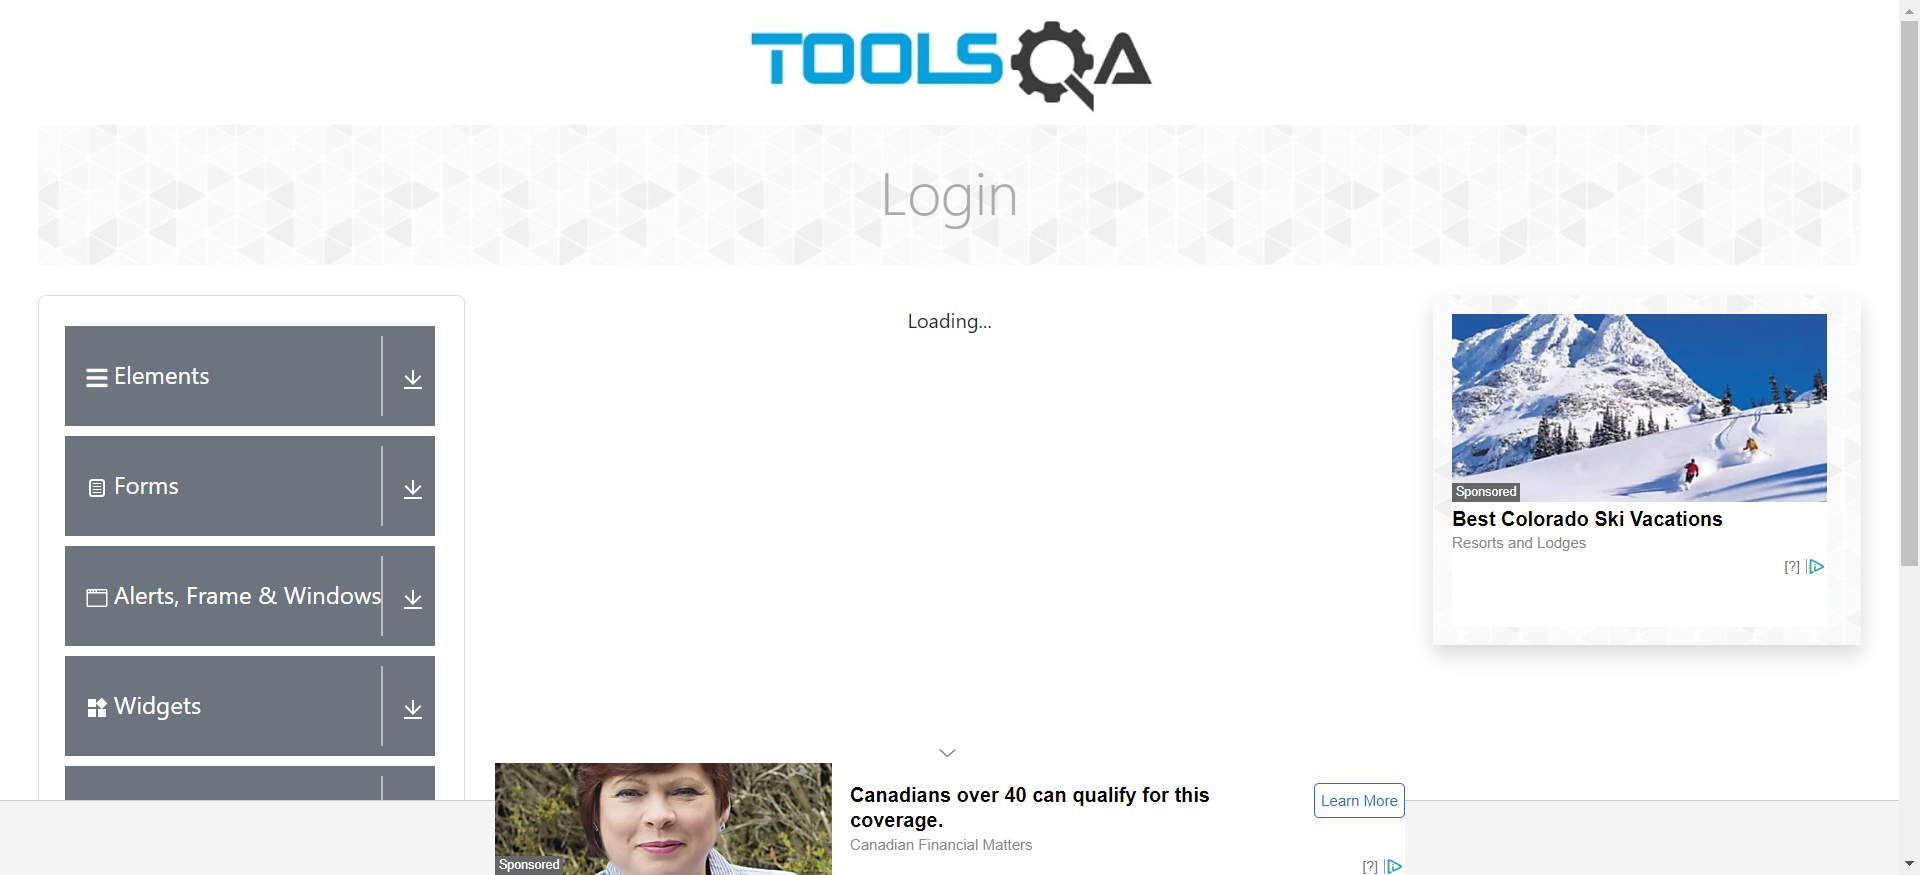 TOOLSQA
Login
Elements
Forms
Alerts, Frame & Windows
Widgets
Loading...
Sponsored
Best Colorado Ski Vacations
Resorts and Lodges
[?]
Sponsored
Canadians over 40 can qualify for this
coverage.
Canadian Financial Matters
Learn More
[?]